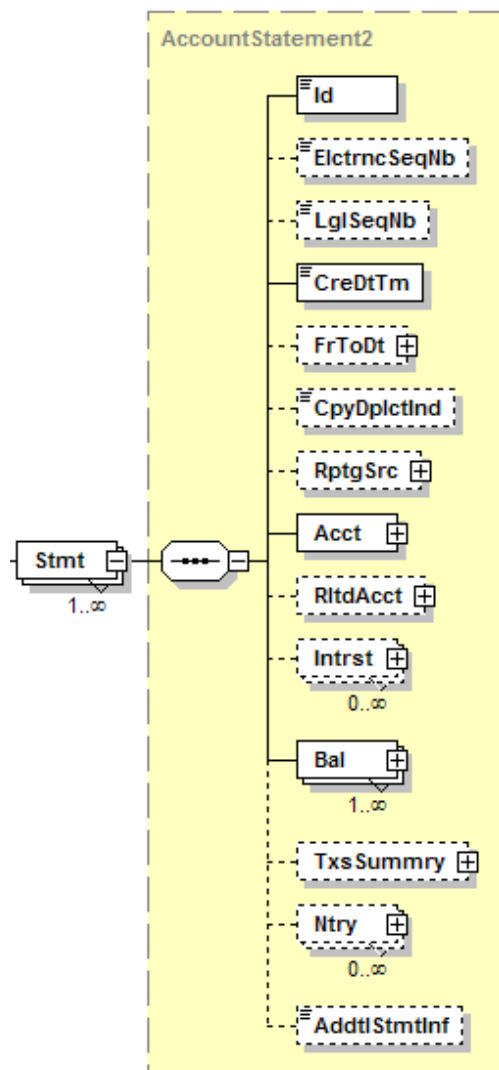 AccountStatement2
Id
ElctrncSeqNb
LglSeqNb
CreDtTm
FrToDt
CpyDplctInd
RptgSrc
Acct
Stmt
1..∞
RltdAcct
Intrst
0..∞
Bal
1..∞
TxsSummry
Ntry
0..∞
AddtlStmtInf